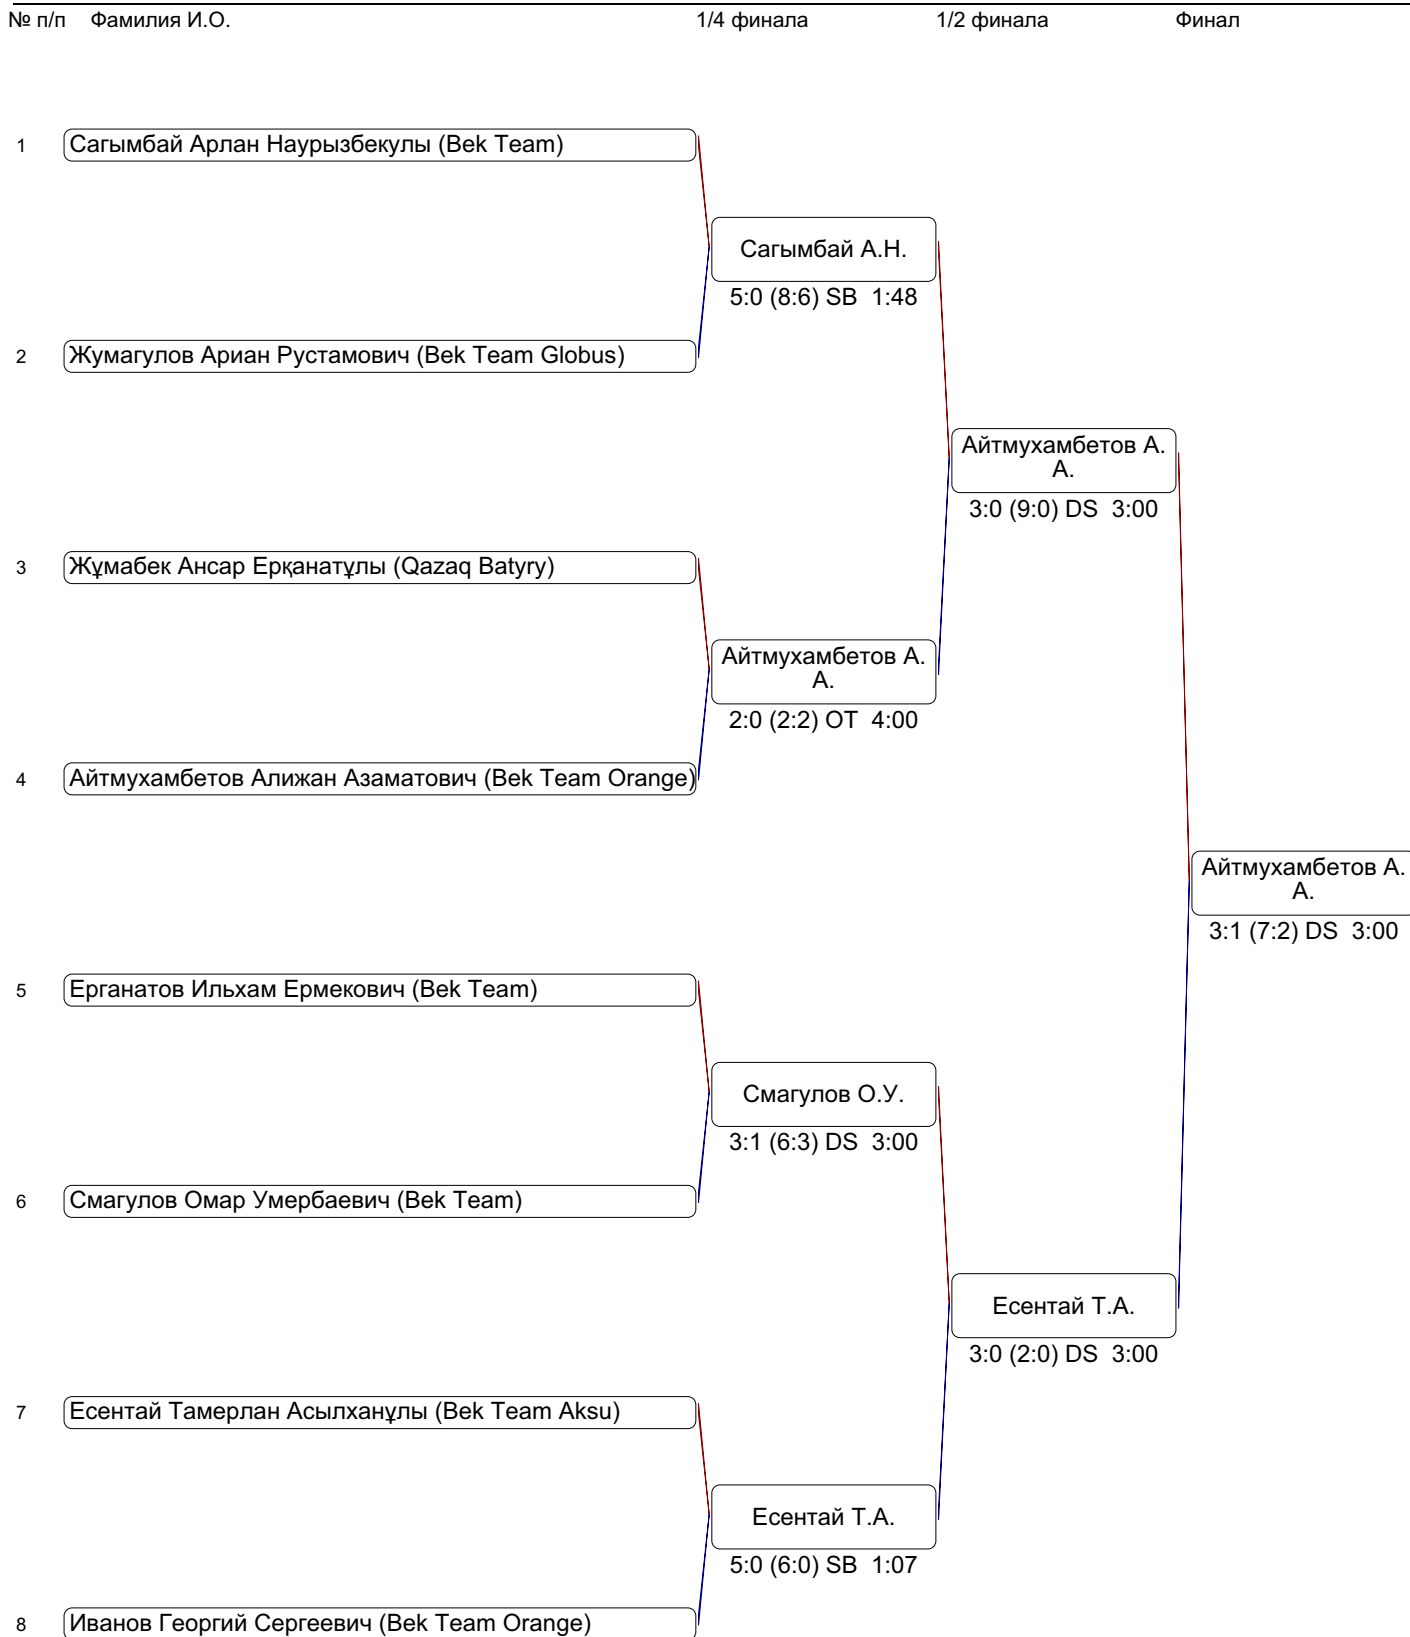 № п/п Фамилия И.О. 1/4 финала 1/2 финала Финал
1 Сагымбай Арлан Наурызбекулы (Bek Team)
Сагымбай А.Н.
5:0 (8:6) SB 1:48
2 Жумагулов Ариан Рустамович (Bek Team Globus)
Айтмухамбетов А.
А.
3:0 (9:0) DS 3:00
3 Жұмабек Ансар Ерқанатұлы (Qazaq Batyry)
Айтмухамбетов А.
А.
2:0 (2:2) OT 4:00
4 Айтмухамбетов Алижан Азаматович (Bek Team Orange)
Айтмухамбетов А.
А.
3:1 (7:2) DS 3:00
5 Ерганатов Ильхам Ермекович (Bek Team)
Смагулов О.У.
3:1 (6:3) DS 3:00
6 Смагулов Омар Умербаевич (Bek Team)
Есентай Т.А.
3:0 (2:0) DS 3:00
7 Есентай Тамерлан Асылханұлы (Bek Team Aksu)
Есентай Т.А.
5:0 (6:0) SB 1:07
8 Иванов Георгий Сергеевич (Bek Team Orange)